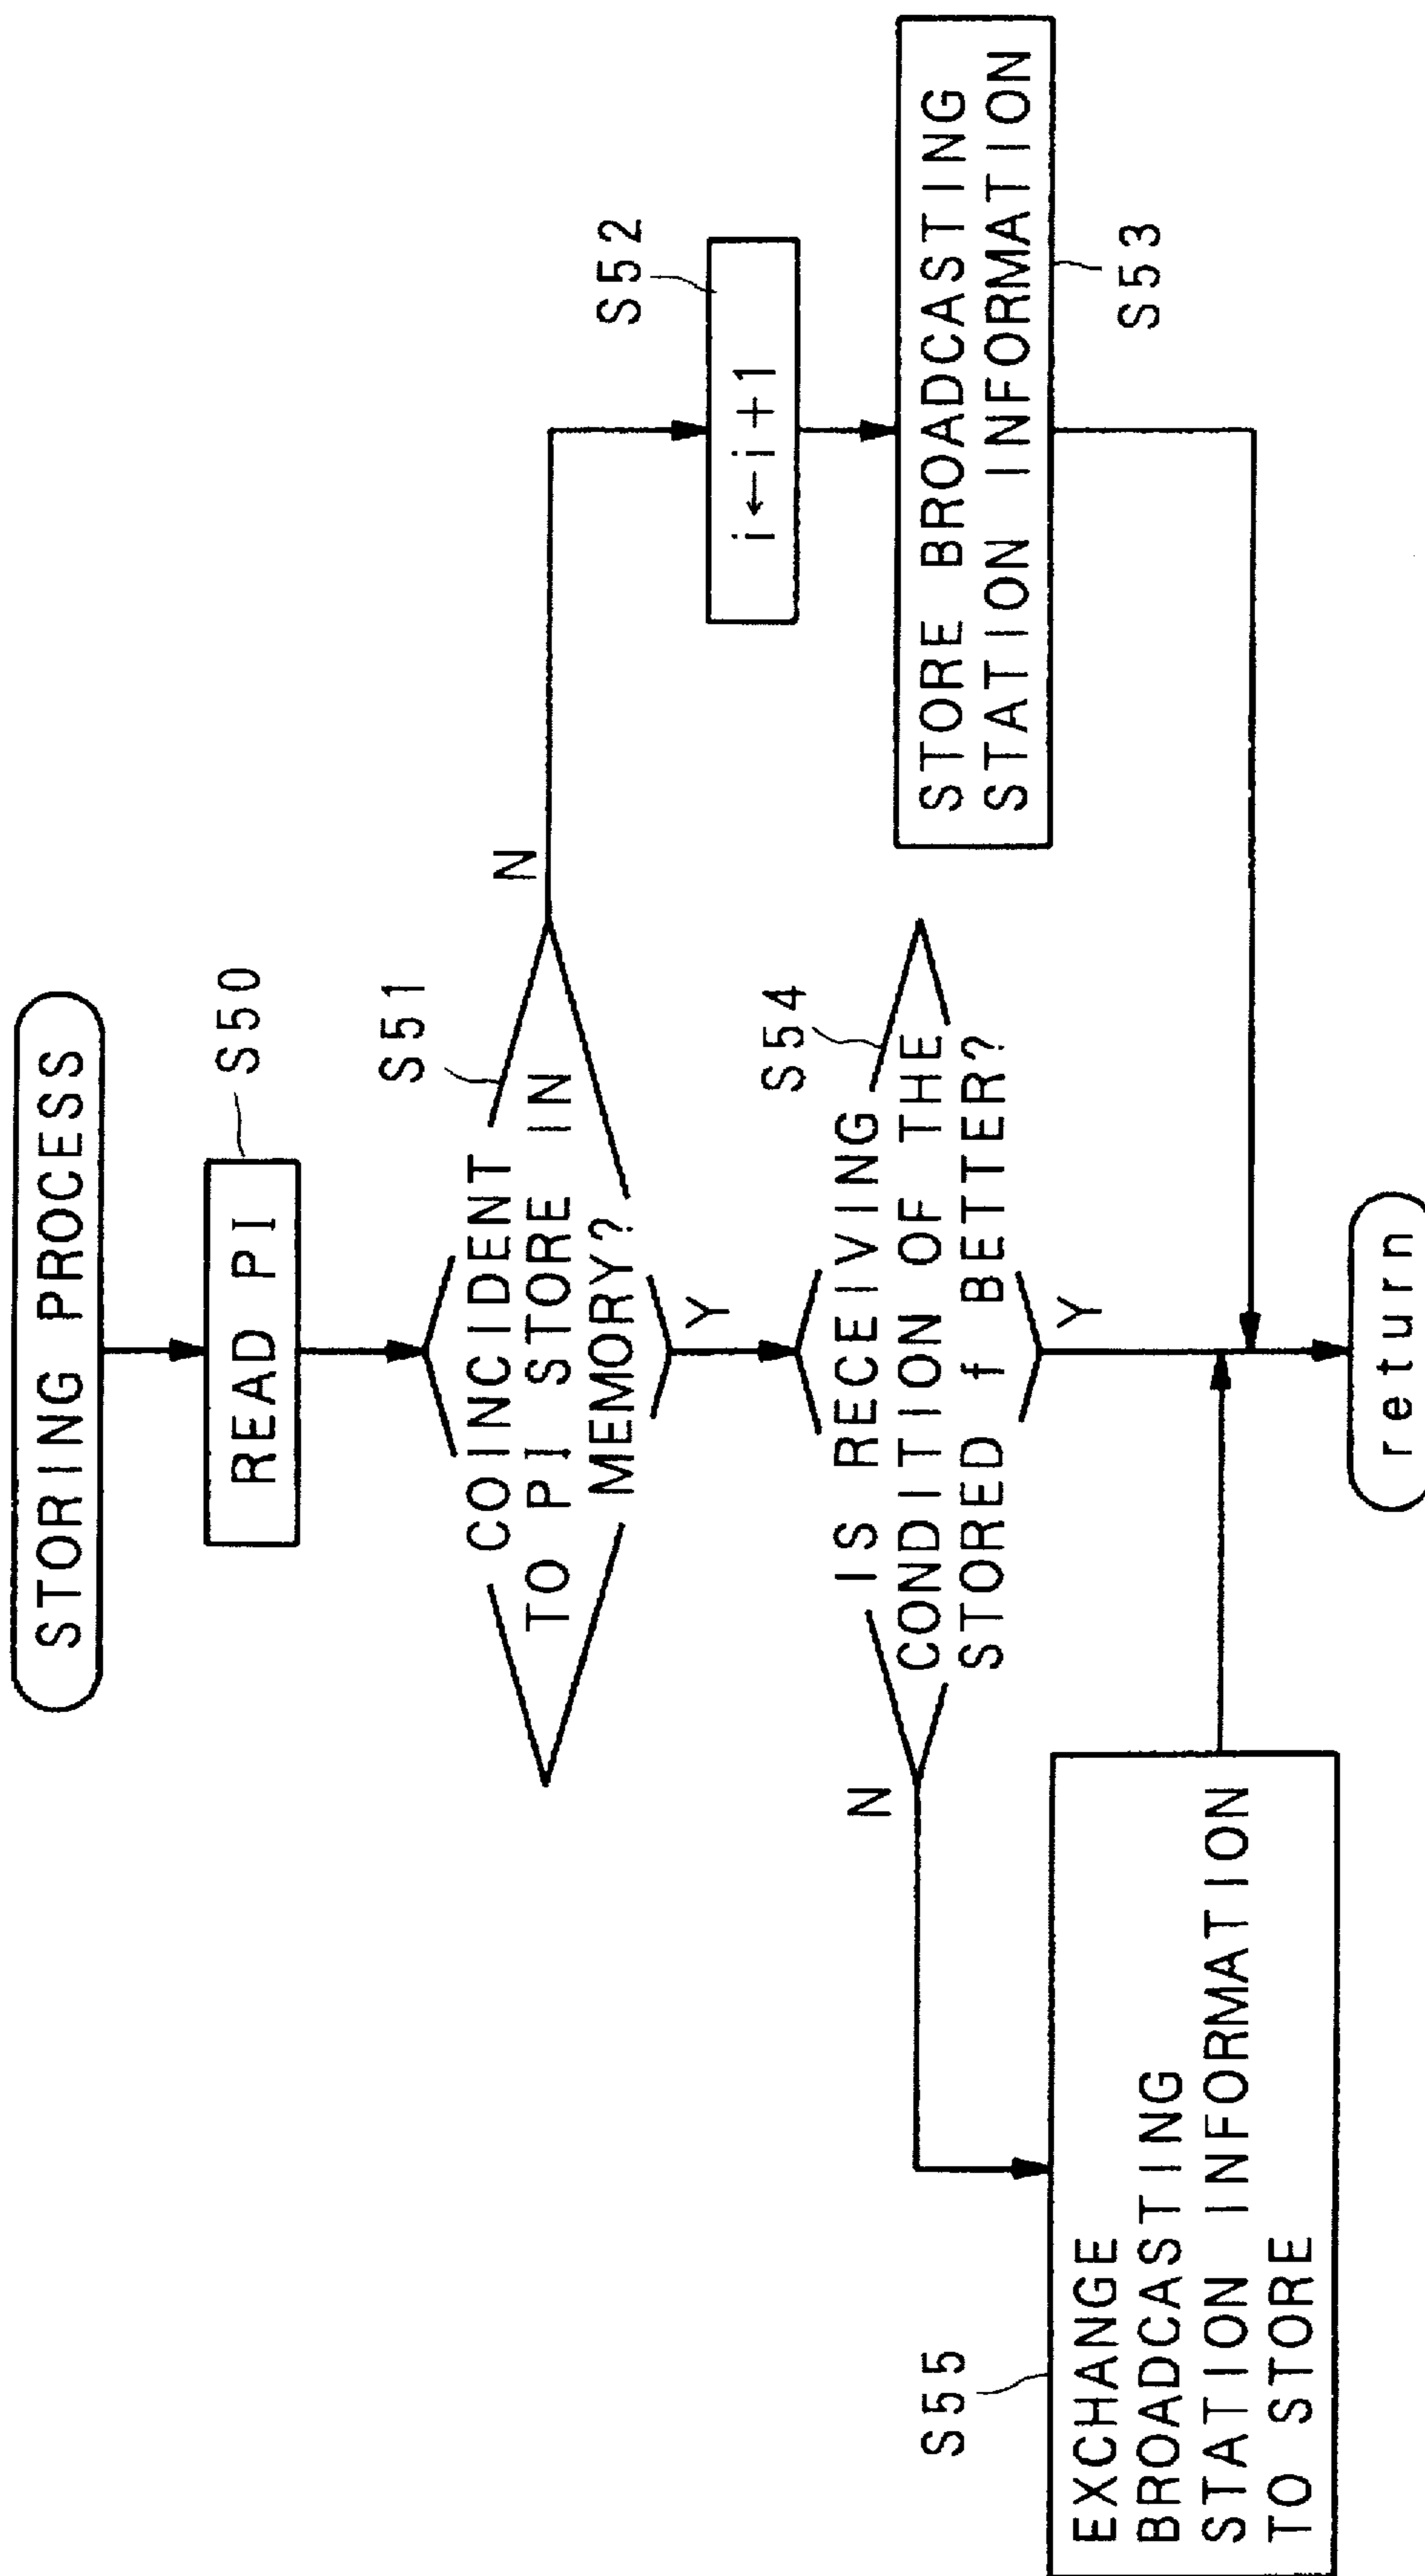 STORING PROCESS
S50
READ PI
S51
COINCIDENT
TO PI STORE IN
MEMORY?
N
Y
S52
i←i+1
S54
IS RECEIVING
CONDITION OF THE
STORED f BETTER?
N
Y
STORE BROADCASTING
STATION INFORMATION
S53
S55
EXCHANGE
BROADCASTING
STATION INFORMATION
TO STORE
return